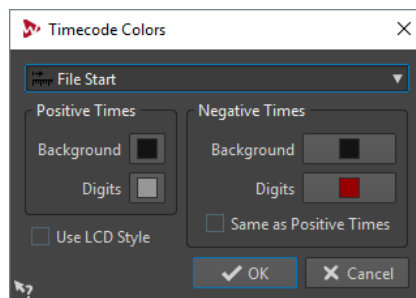 Timecode Colors
File Start
Positive Times
Background
Digits
Use LCD Style
Negative Times
Background
Digits
Same as Positive Times
OK
Cancel